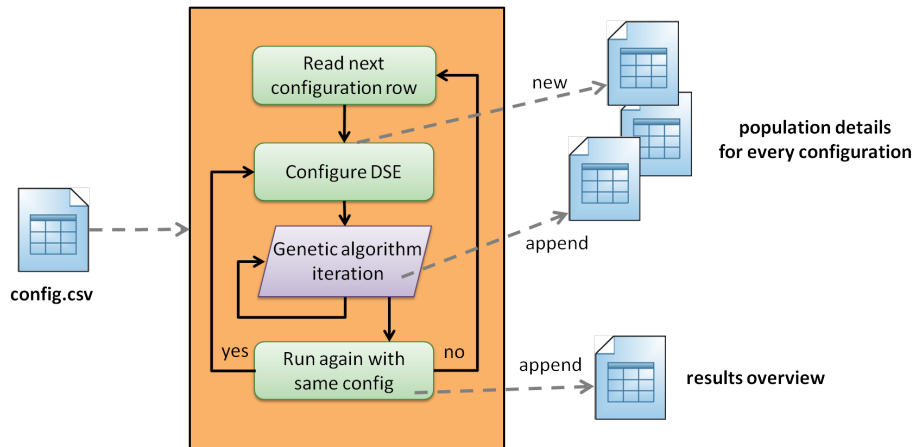 Read next
configuration row
new
population details
for every configuration
Configure DSE
Genetic algorithm
iteration
append
config.csv
yes
no
Run again with
same config
append
results overview